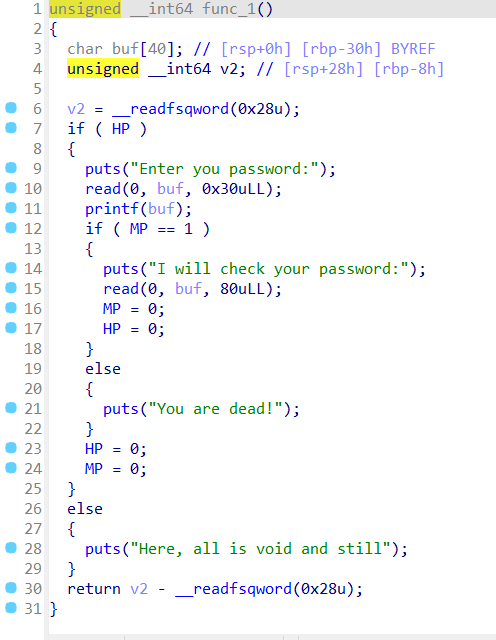 1 unsigned __int64 func_1()
2 {
3   char buf[40]; // [rsp+0h] [rbp-30h] BYREF
4   unsigned __int64 v2; // [rsp+28h] [rbp-8h]
5
6   v2 = __readfsqword(0x28u);
7   if ( HP )
8   {
9     puts("Enter you password:");
10     read(0, buf, 0x30uLL);
11     printf(buf);
12     if ( MP == 1 )
13     {
14       puts("I will check your password:");
15       read(0, buf, 80uLL);
16       MP = 0;
17       HP = 0;
18     }
19     else
20     {
21       puts("You are dead!");
22     }
23     HP = 0;
24     MP = 0;
25   }
26   else
27   {
28     puts("Here, all is void and still");
29   }
30   return v2 - __readfsqword(0x28u);
31 }